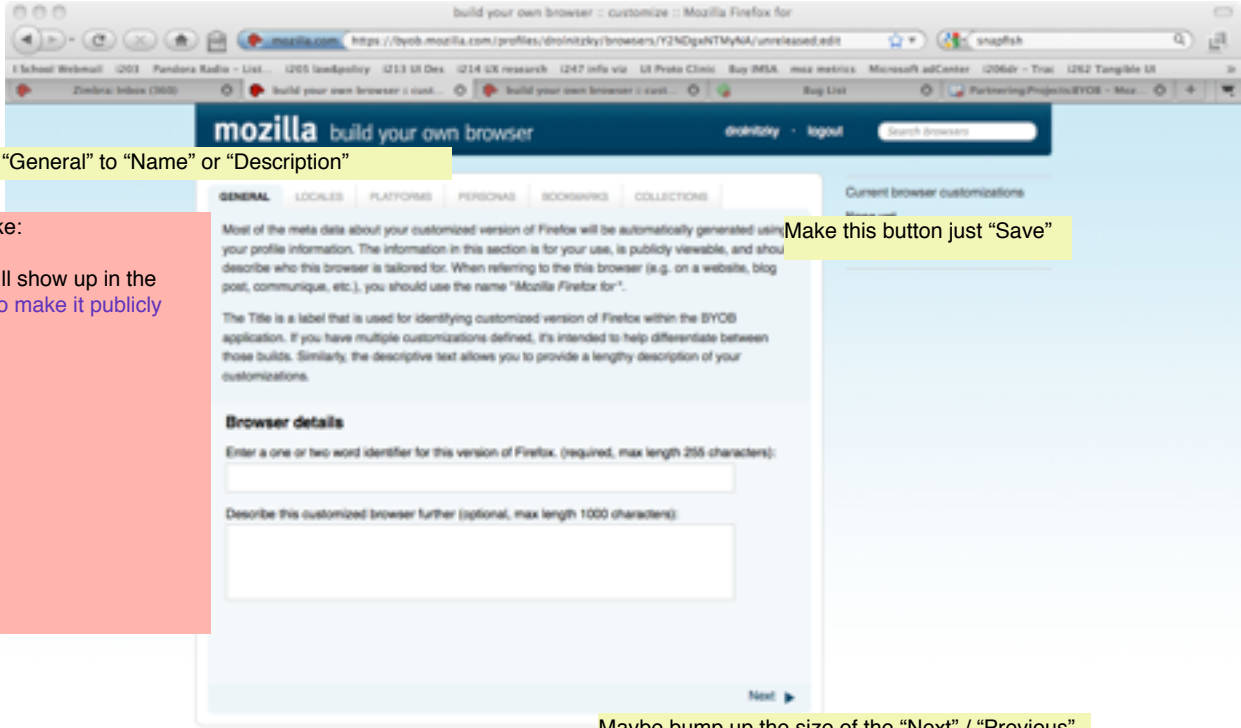 build your own browser :: customize :: Mozilla Firefox for
mozilla.com https://byob.mozilla.com/profiles/drolnitzky/browsers/Y2NDgxNTMyNA/unreleased;edit snapfish
I School Webmail i203 Pandora Radio - List... i205 law&policy i213 UI Des i214 UX research i247 info viz UI Proto Clinic Buy IMSA moz metrics Microsoft adCenter i206dr - Trac i262 Tangible UI
Zimbra: Inbox (360) build your own browser :: cust... build your own browser :: cust... Bug List Partnering:Projects:BYOB - Moz...
mozilla build your own browser drolnitzky · logout Search browsers
“General” to “Name” or “Description”
GENERAL LOCALES PLATFORMS PERSONAS BOOKMARKS COLLECTIONS
Current browser customizations
ke:
ll show up in the
o make it publicly
Make this button just “Save”
Most of the meta data about your customized version of Firefox will be automatically generated using
your profile information. The information in this section is for your use, is publicly viewable, and shou
describe who this browser is tailored for. When referring to the this browser (e.g. on a website, blog
post, communique, etc.), you should use the name "Mozilla Firefox for ".
The Title is a label that is used for identifying customized version of Firefox within the BYOB
application. If you have multiple customizations defined, it's intended to help differentiate between
those builds. Similarly, the descriptive text allows you to provide a lengthy description of your
customizations.
Browser details
Enter a one or two word identifier for this version of Firefox. (required, max length 255 characters):
Describe this customized browser further (optional, max length 1000 characters):
Next
Maybe bump up the size of the “Next” / “Previous”